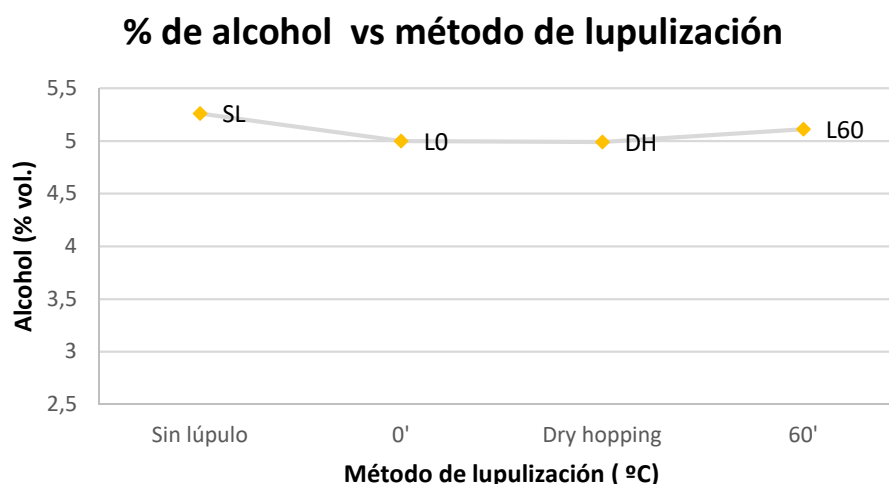 % de alcohol  vs método de lupulización
5,5
5
4,5
4
3,5
3
2,5
Alcohol (% vol.)
SL
L0
DH
L60
Sin lúpulo
0'
Dry hopping
60'
Método de lupulización ( ºC)